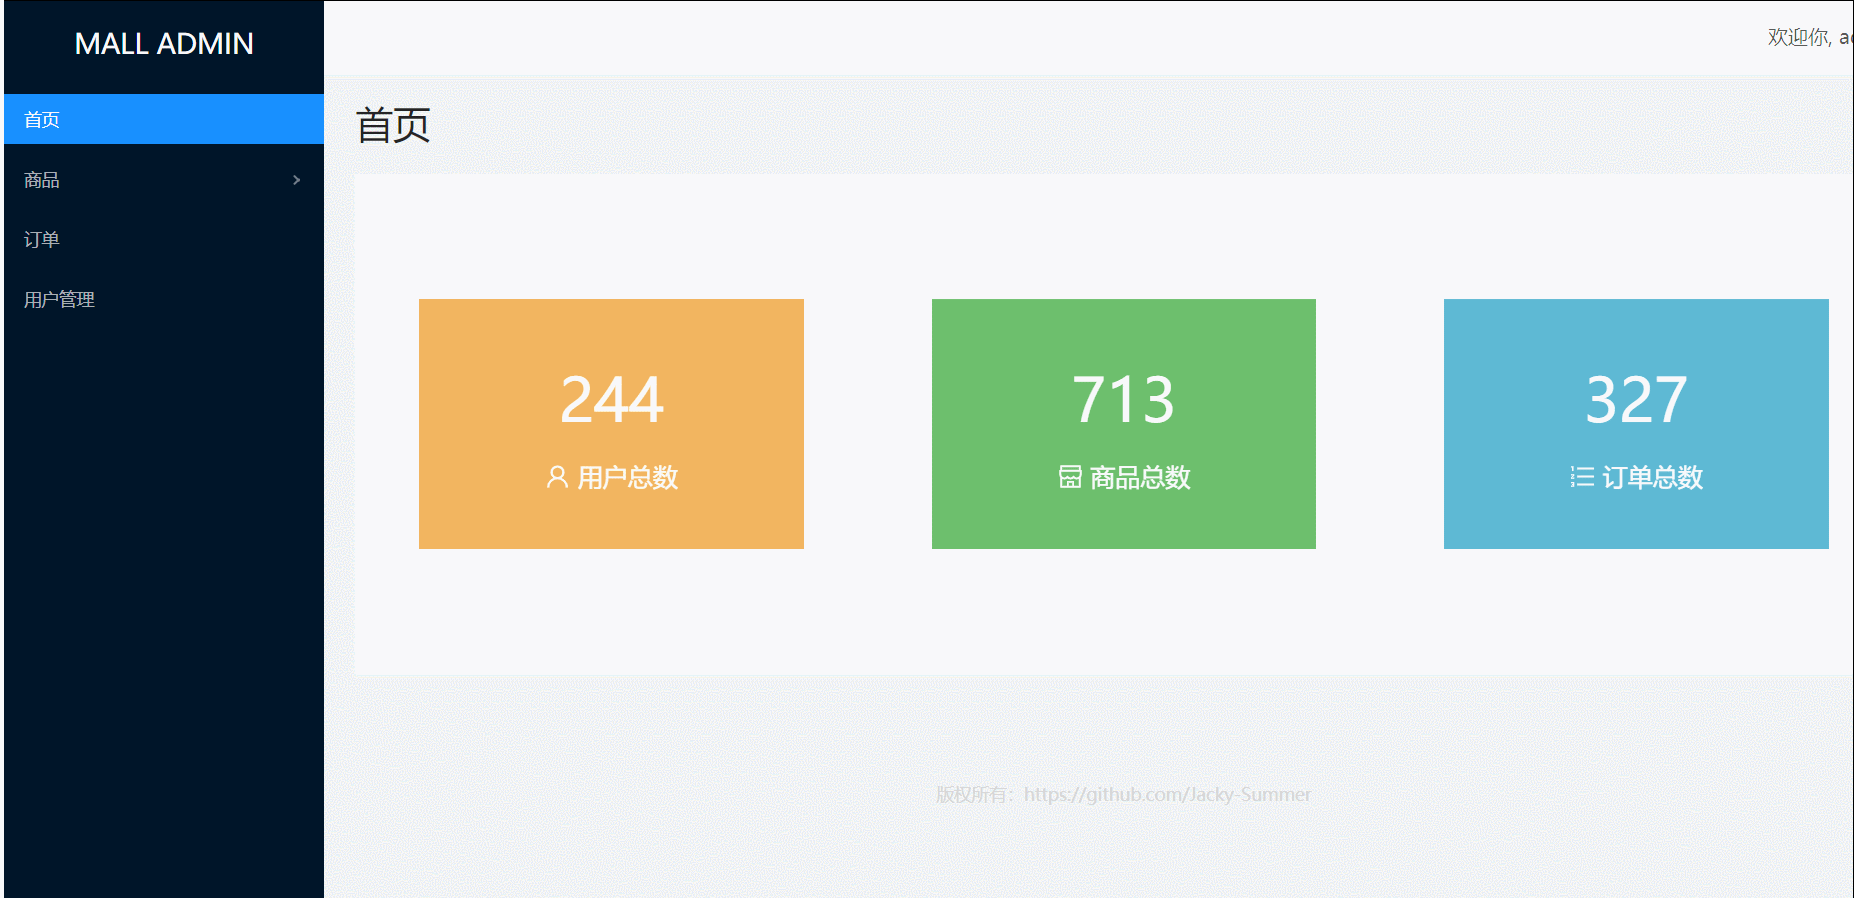 MALL ADMIN
欢迎你,
首页
商品
订单
用户管理
首页
244
用户总数
713
商品总数
327
订单总数
版权所有：https://github.com/Jacky-Summer